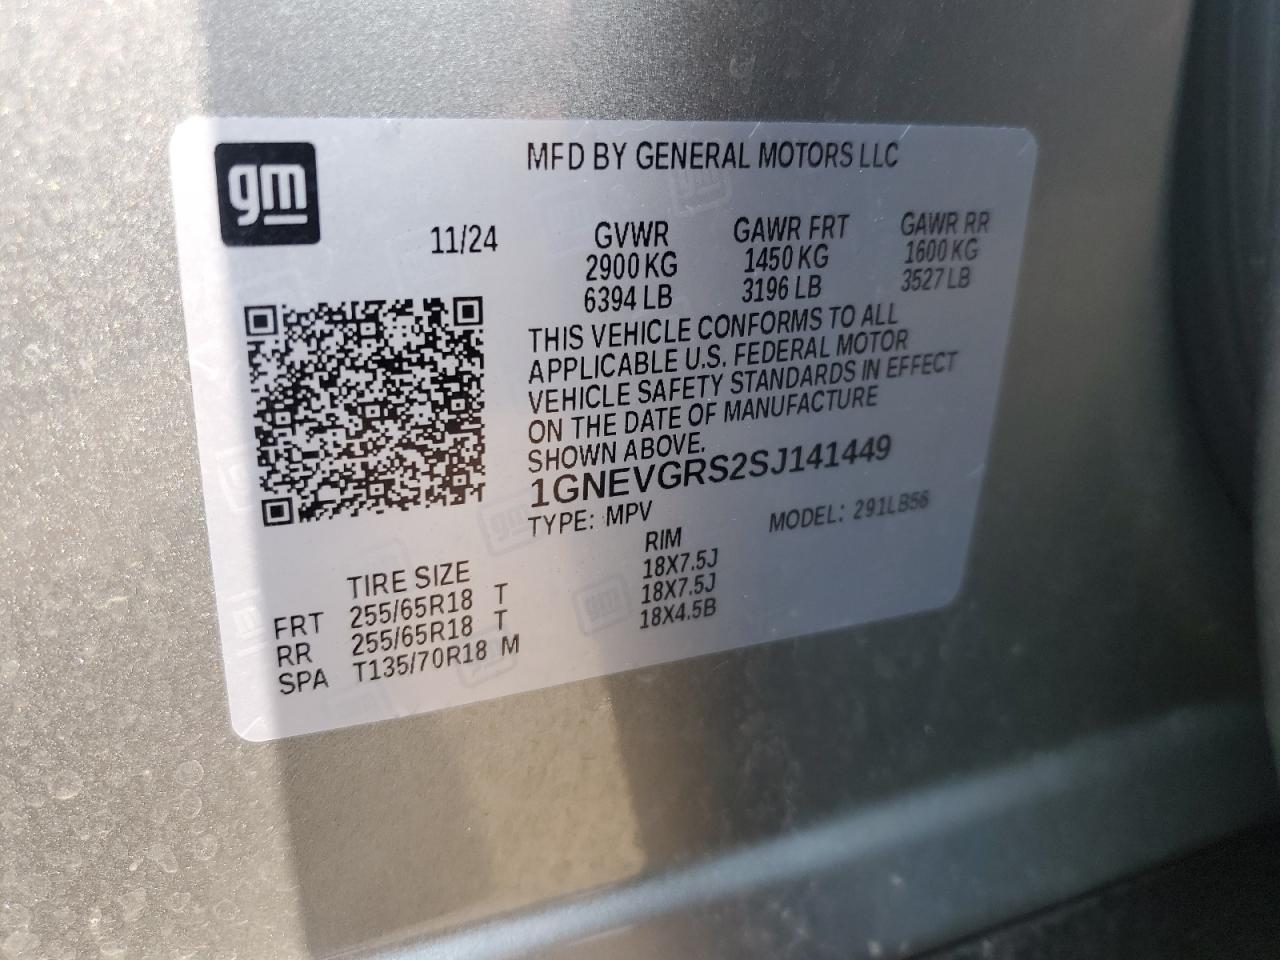 gm
MFD BY GENERAL MOTORS LLC
11/24 GVWR GAWR FRT GAWR RR
2900 KG 1450 KG 1600 KG
6394 LB 3196 LB 3527 LB
THIS VEHICLE CONFORMS TO ALL
APPLICABLE U.S. FEDERAL MOTOR
VEHICLE SAFETY STANDARDS IN EFFECT
ON THE DATE OF MANUFACTURE
SHOWN ABOVE.
1GNEVGRS2SJ141449
TYPE: MPV MODEL: 291LB56
TIRE SIZE RIM
FRT 255/65R18 T 18X7.5J
RR 255/65R18 T 18X7.5J
SPA T135/70R18 M 18X4.5B